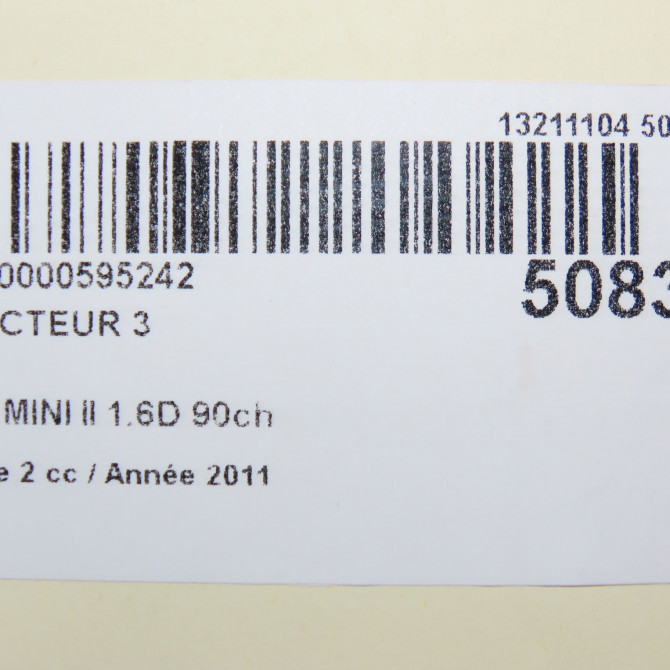 13211104 50
0000595242
5083
CTEUR 3
MINI II 1.6D 90ch
e 2 cc / Année 2011